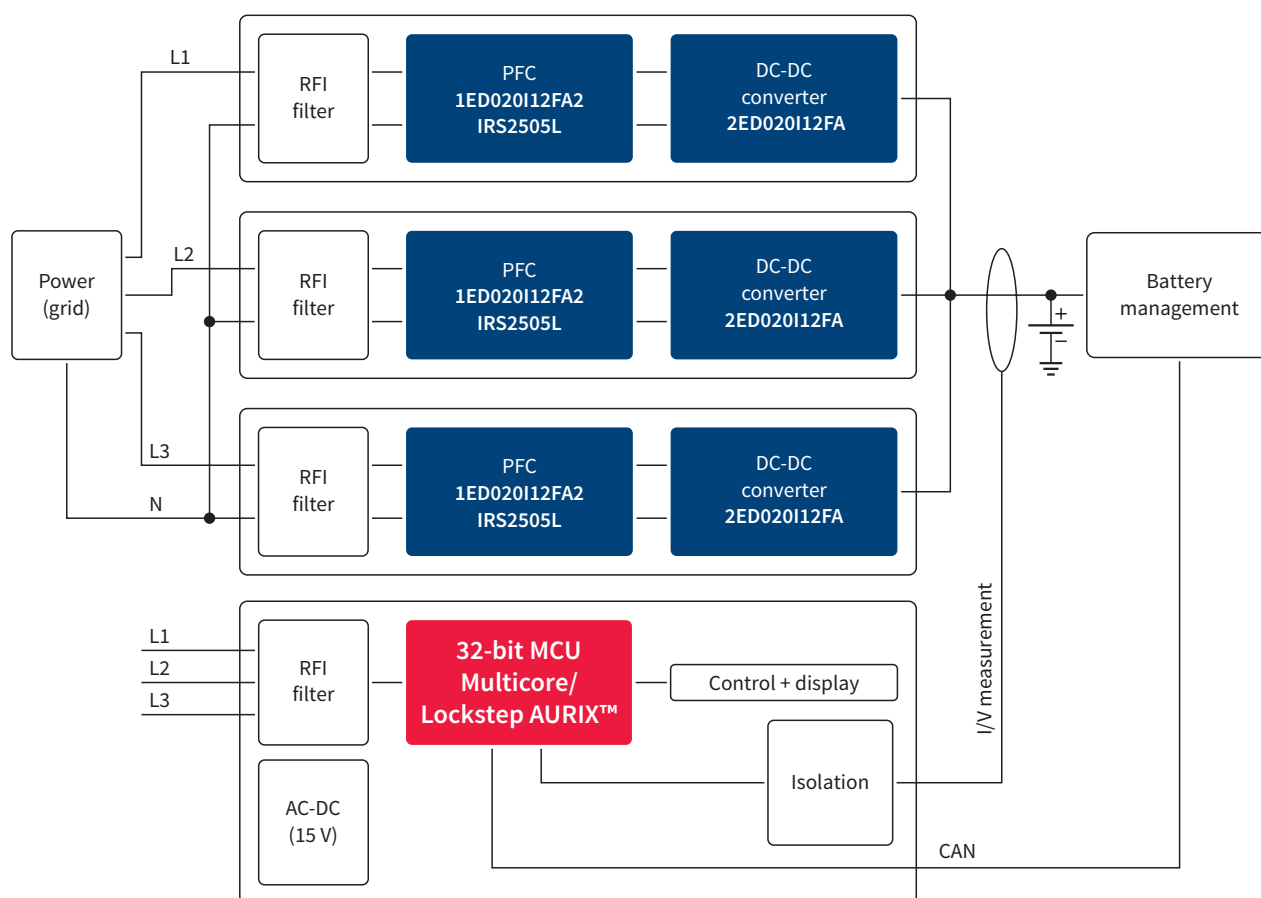 L1
RFI
filter
PFC
1ED020I12FA2
IRS2505L
DC-DC
converter
2ED020I12FA
Power
(grid)
L2
RFI
filter
PFC
1ED020I12FA2
IRS2505L
DC-DC
converter
2ED020I12FA
+
−
Battery
management
L3
N
RFI
filter
PFC
1ED020I12FA2
IRS2505L
DC-DC
converter
2ED020I12FA
I/V measurement
L1
L2
L3
RFI
filter
32-bit MCU
Multicore/
Lockstep AURIX™
Control + display
Isolation
AC-DC
(15 V)
CAN